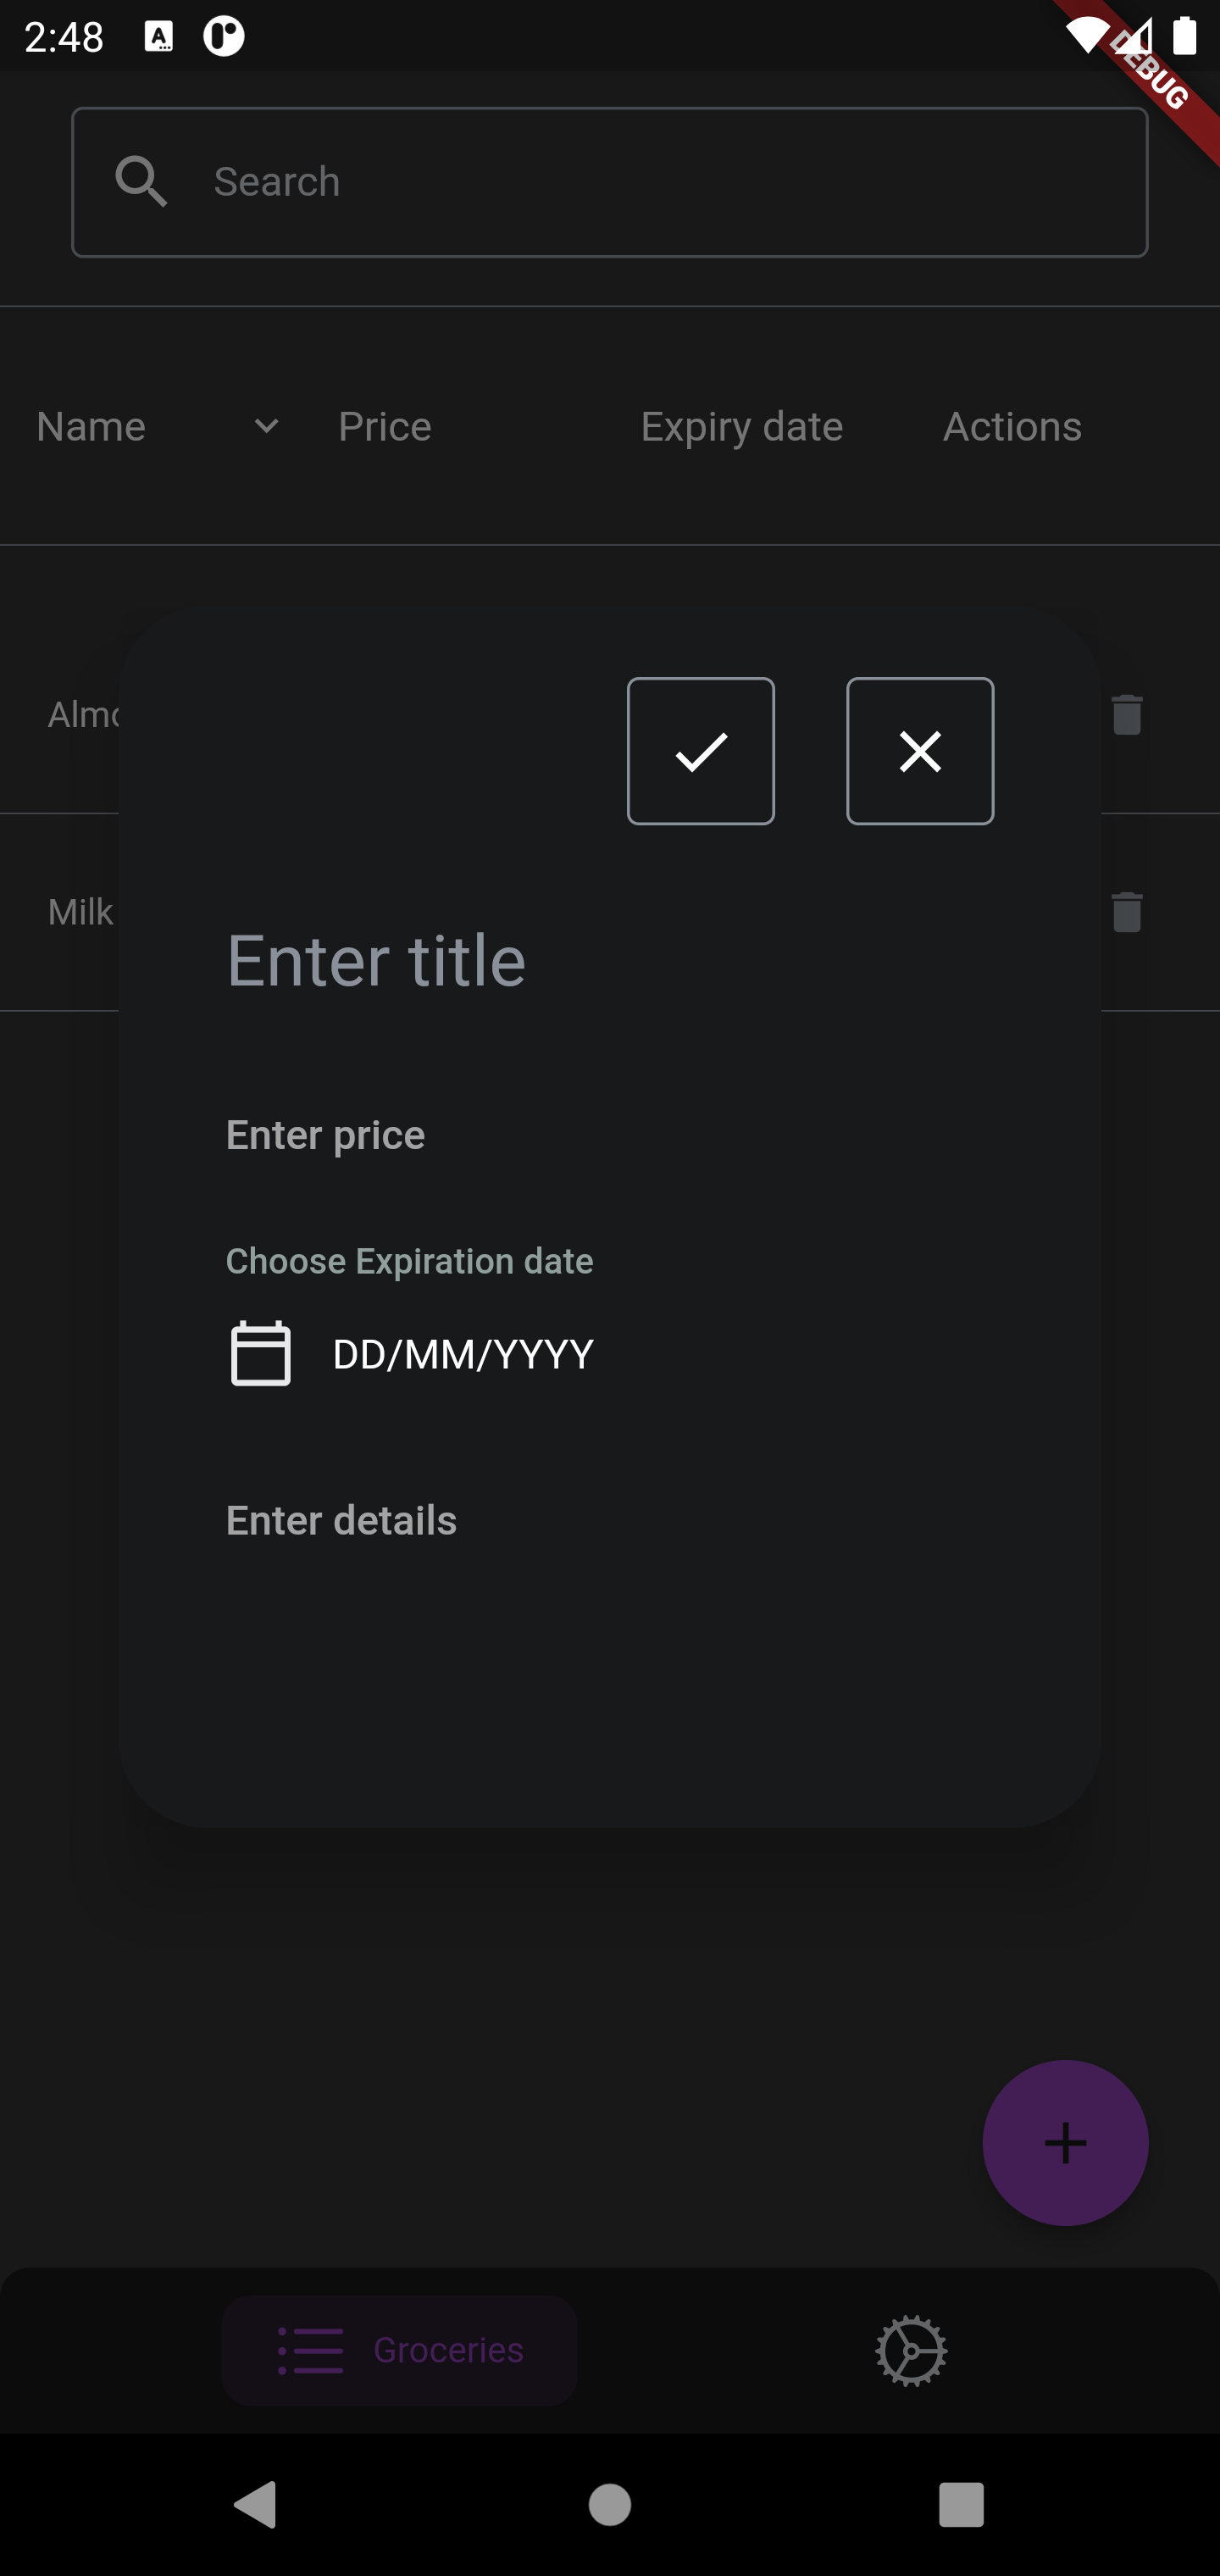 2:48
DEBUG
Search
Name Price Expiry date Actions
Milk
Enter title
Enter price
Choose Expiration date
DD/MM/YYYY
Enter details
Groceries